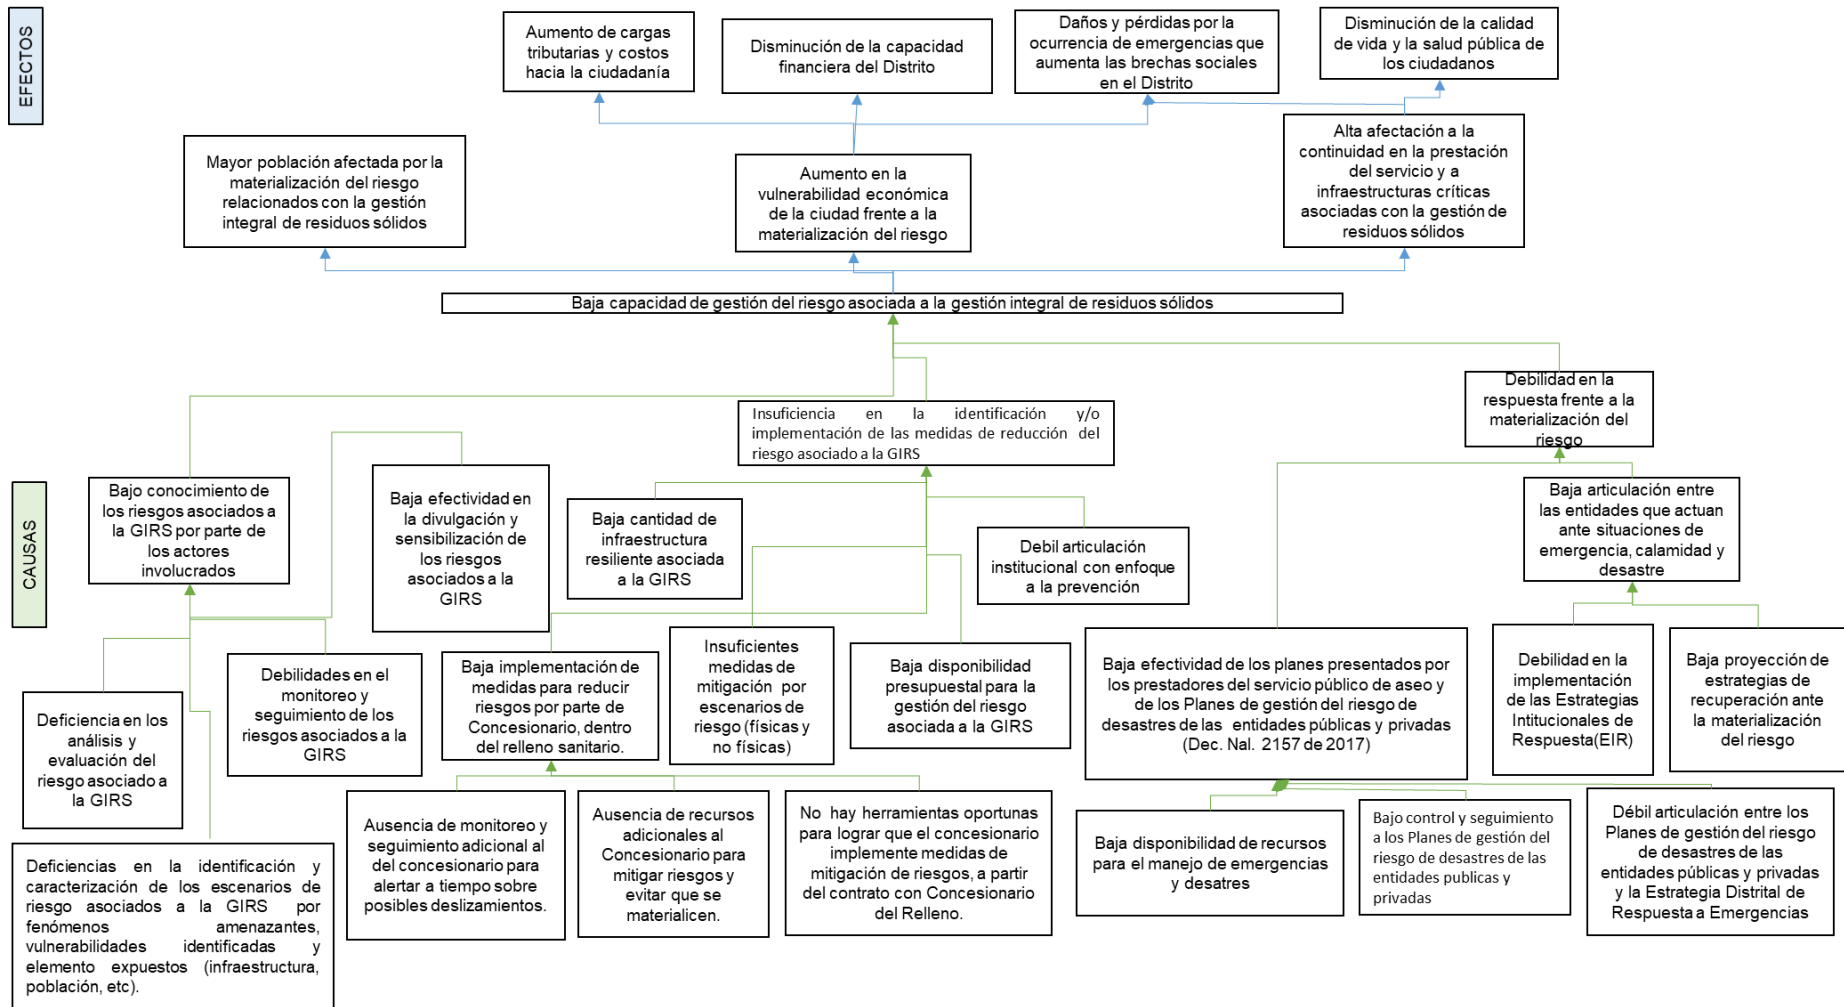 EFECTOS
Aumento de cargas
tributarias y costos
hacia la ciudadanía
Disminución de la capacidad
financiera del Distrito
Daños y pérdidas por la
ocurrencia de emergencias que
aumenta las brechas sociales
en el Distrito
Disminución de la calidad
de vida y la salud pública de
los ciudadanos
Mayor población afectada por la
materialización del riesgo
relacionados con la gestión
integral de residuos sólidos
Aumento en la
vulnerabilidad económica
de la ciudad frente a la
materialización del riesgo
Alta afectación a la
continuidad en la prestación
del servicio y a
infraestructuras críticas
asociadas con la gestión de
residuos sólidos
Baja capacidad de gestión del riesgo asociada a la gestión integral de residuos sólidos
CAUSAS
Insuficiencia en la identificación y/o
implementación de las medidas de reducción del
riesgo asociado a la GIRS
Debilidad en la
respuesta frente a la
materialización del
riesgo
Bajo conocimiento de
los riesgos asociados a
la GIRS por parte de
los actores
involucrados
Baja efectividad en
la divulgación y
sensibilización de
los riesgos
asociados a la
GIRS
Baja cantidad de
infraestructura
resiliente asociada
a la GIRS
Debil articulación
institucional con enfoque
a la prevención
Baja articulación entre
las entidades que actuan
ante situaciones de
emergencia, calamidad y
desastre
Deficiencia en los
análisis y
evaluación del
riesgo asociado a
la GIRS
Debilidades en el
monitoreo y
seguimiento de los
riesgos asociados a la
GIRS
Baja implementación de
medidas para reducir
riesgos por parte de
Concesionario, dentro
del relleno sanitario.
Insuficientes
medidas de
mitigación por
escenarios de
riesgo (físicas y
no físicas)
Baja disponibilidad
presupuestal para la
gestión del riesgo
asociada a la GIRS
Baja efectividad de los planes presentados por
los prestadores del servicio público de aseo y
de los Planes de gestión del riesgo de
desastres de las entidades públicas y privadas
(Dec. Nal. 2157 de 2017)
Debilidad en la
implementación
de las Estrategias
Intitucionales de
Respuesta(EIR)
Baja proyección de
estrategias de
recuperación ante
la materialización
del riesgo
Deficiencias en la identificación y
caracterización de los escenarios de
riesgo asociados a la GIRS por
fenómenos amenazantes,
vulnerabilidades identificadas y
elemento expuestos (infraestructura,
población, etc).
Ausencia de monitoreo y
seguimiento adicional al
del concesionario para
alertar a tiempo sobre
posibles deslizamientos.
Ausencia de recursos
adicionales al
Concesionario para
mitigar riesgos y
evitar que se
materialicen.
No hay herramientas oportunas
para lograr que el concesionario
implemente medidas de
mitigación de riesgos, a partir
del contrato con Concesionario
del Relleno.
Baja disponibilidad de recursos
para el manejo de emergencias
y desatres
Bajo control y seguimiento
a los Planes de gestión del
riesgo de desastres de las
entidades publicas y
privadas
Débil articulación entre los
Planes de gestión del riesgo
de desastres de las
entidades públicas y privadas
y la Estrategia Distrital de
Respuesta a Emergencias